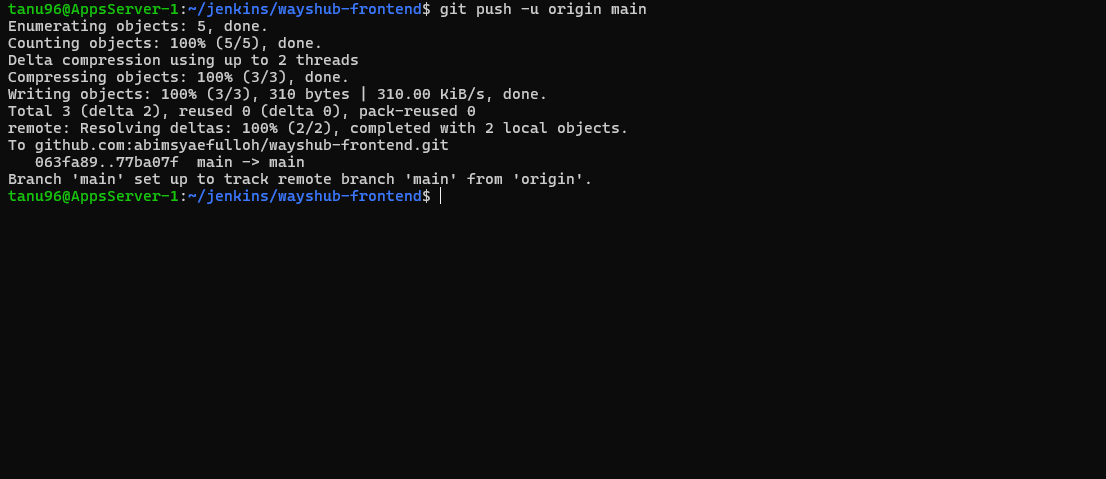 tanu96@AppsServer-1:~/jenkins/wayshub-frontend$ git push -u origin main
Enumerating objects: 5, done.
Counting objects: 100% (5/5), done.
Delta compression using up to 2 threads
Compressing objects: 100% (3/3), done.
Writing objects: 100% (3/3), 310 bytes | 310.00 KiB/s, done.
Total 3 (delta 2), reused 0 (delta 0), pack-reused 0
remote: Resolving deltas: 100% (2/2), completed with 2 local objects.
To github.com:abimsyaefulloh/wayshub-frontend.git
   063fa89..77ba07f  main -> main
Branch 'main' set up to track remote branch 'main' from 'origin'.
tanu96@AppsServer-1:~/jenkins/wayshub-frontend$